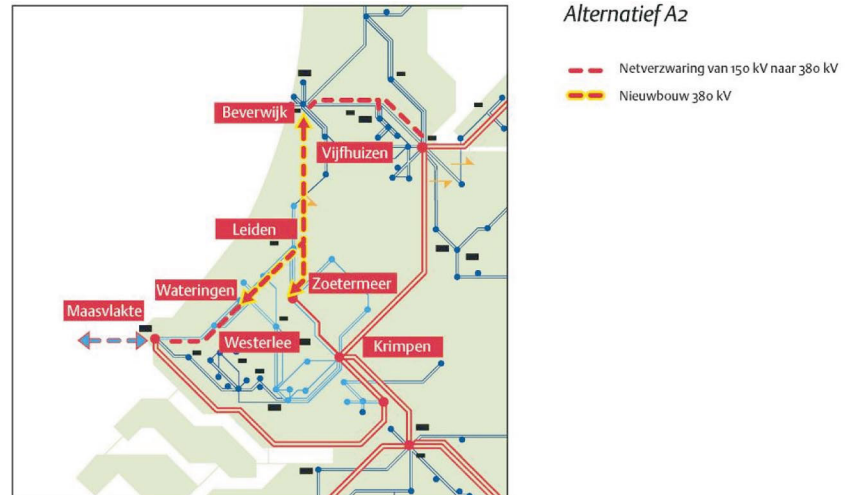 Alternatief A2
Netverzwaring van 150 kV naar 380 kV
Nieuwbouw 380 kV
Beverwijk
Vijfhuizen
Leiden
Wateringen
Zoetermeer
Maasvlakte
Westerlee
Krimpen